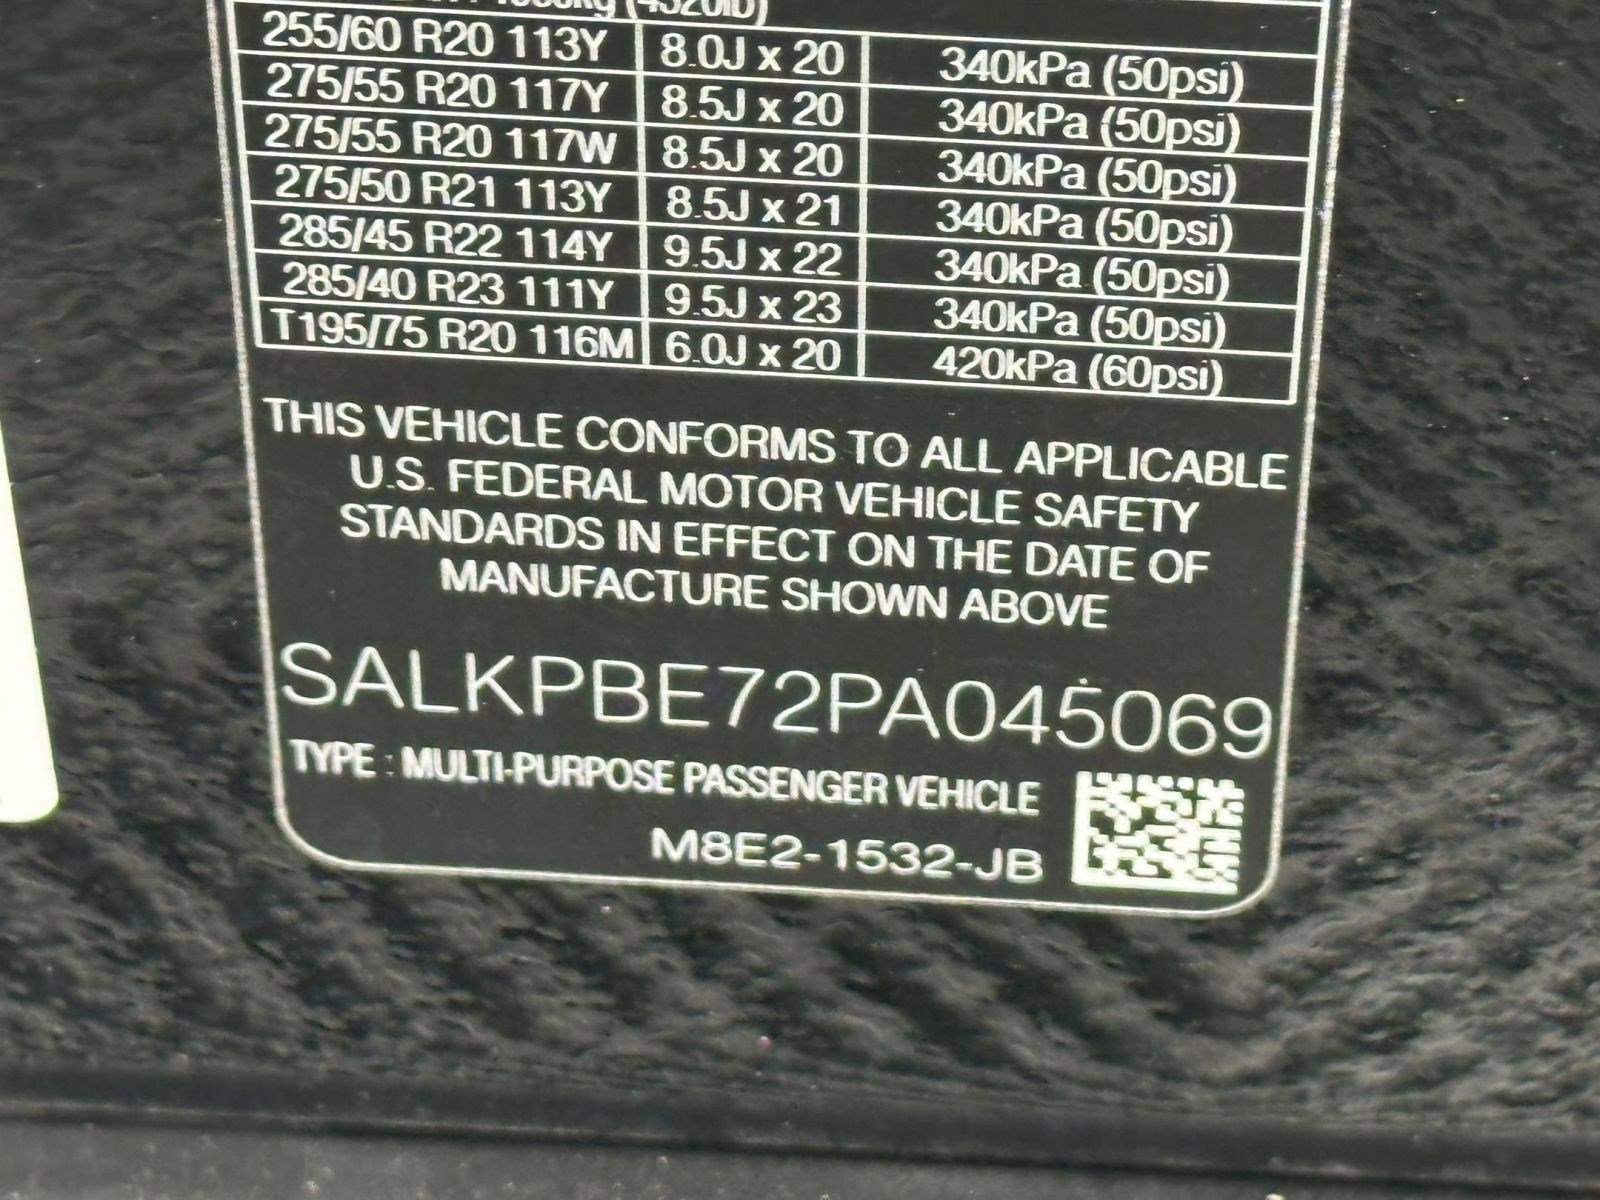 (4320lb)
255/60 R20 113Y 8.0J x 20 340kPa (50psi)
275/55 R20 117Y 8.5J x 20 340kPa (50psi)
275/55 R20 117W 8.5J x 20 340kPa (50psi)
275/50 R21 113Y 8.5J x 21 340kPa (50psi)
285/45 R22 114Y 9.5J x 22 340kPa (50psi)
285/40 R23 111Y 9.5J x 23 340kPa (50psi)
T195/75 R20 116M 6.0J x 20 420kPa (60psi)
THIS VEHICLE CONFORMS TO ALL APPLICABLE
U.S. FEDERAL MOTOR VEHICLE SAFETY
STANDARDS IN EFFECT ON THE DATE OF
MANUFACTURE SHOWN ABOVE
SALKPBE72PA045069
TYPE : MULTI-PURPOSE PASSENGER VEHICLE
M8E2-1532-JB